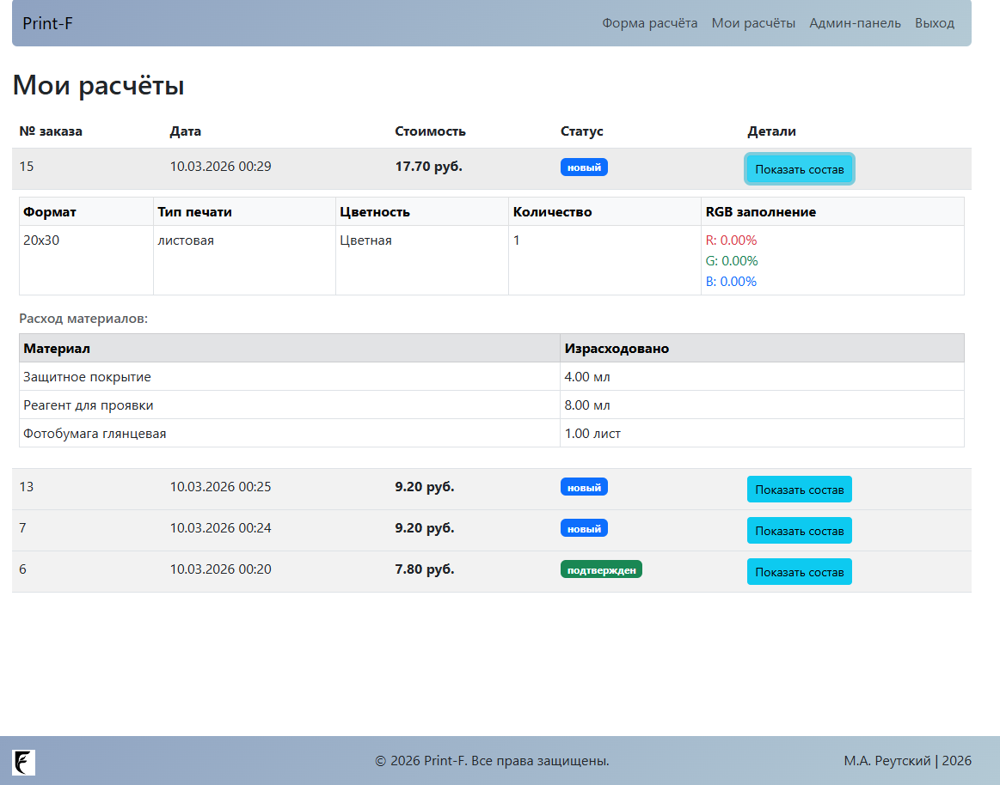 Print-F Форма расчёта Мои расчёты Админ-панель Выход
Мои расчёты
№ заказа Дата Стоимость Статус Детали
15 10.03.2026 00:29 17.70 руб. новый Показать состав
Формат Тип печати Цветность Количество RGB заполнение
20x30 листовая Цветная 1 R: 0.00%
G: 0.00%
B: 0.00%
Расход материалов:
Материал Израсходовано
Защитное покрытие 4.00 мл
Реагент для проявки 8.00 мл
Фотобумага глянцевая 1.00 лист
13 10.03.2026 00:25 9.20 руб. новый Показать состав
7 10.03.2026 00:24 9.20 руб. новый Показать состав
6 10.03.2026 00:20 7.80 руб. подтвержден Показать состав
© 2026 Print-F. Все права защищены. М.А. Реутский | 2026